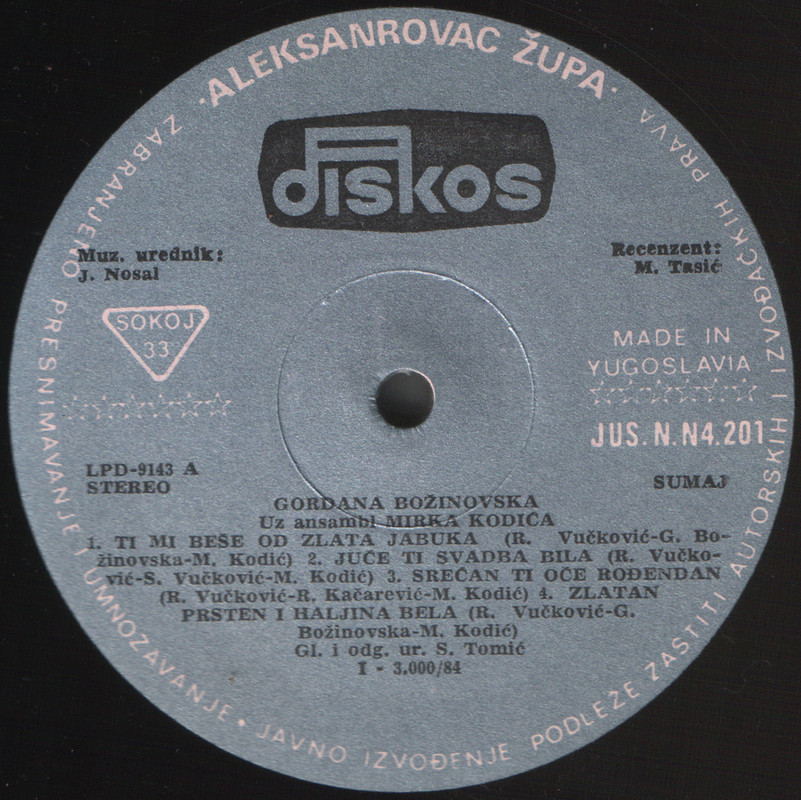 ·ALEKSANROVAC ŽUPA·
diskos
Muz. urednik:
J. Nosal
Recenzent:
M. Tasić
SOKOJ
33
MADE IN
YUGOSLAVIA
JUS. N. N4.201
LPD-9143 A
STEREO
SUMAJ
GORDANA BOŽINOVSKA
Uz ansambl MIRKA KODIĆA
1. TI MI BEŠE OD ZLATA JABUKA (R. Vučković-G. Bo-
žinovska-M. Kodić) 2. JUČE TI SVADBA BILA (R. Vučko-
vić-S. Vučković-M. Kodić) 3. SREĆAN TI OČE ROĐENDAN
(R. Vučković-R. Kačarević-M. Kodić) 4. ZLATAN
PRSTEN I HALJINA BELA (R. Vučković-G.
Božinovska-M. Kodić)
Gl. i odg. ur. S. Tomić
I - 3.000/84
ZABRANJENO PRESNIMAVANJE I UMNOZAVANJE • JAVNO IZVOĐENJE PODLEŽE ZAŠTITI AUTORSKIH I IZVOĐAČKIH PRAVA